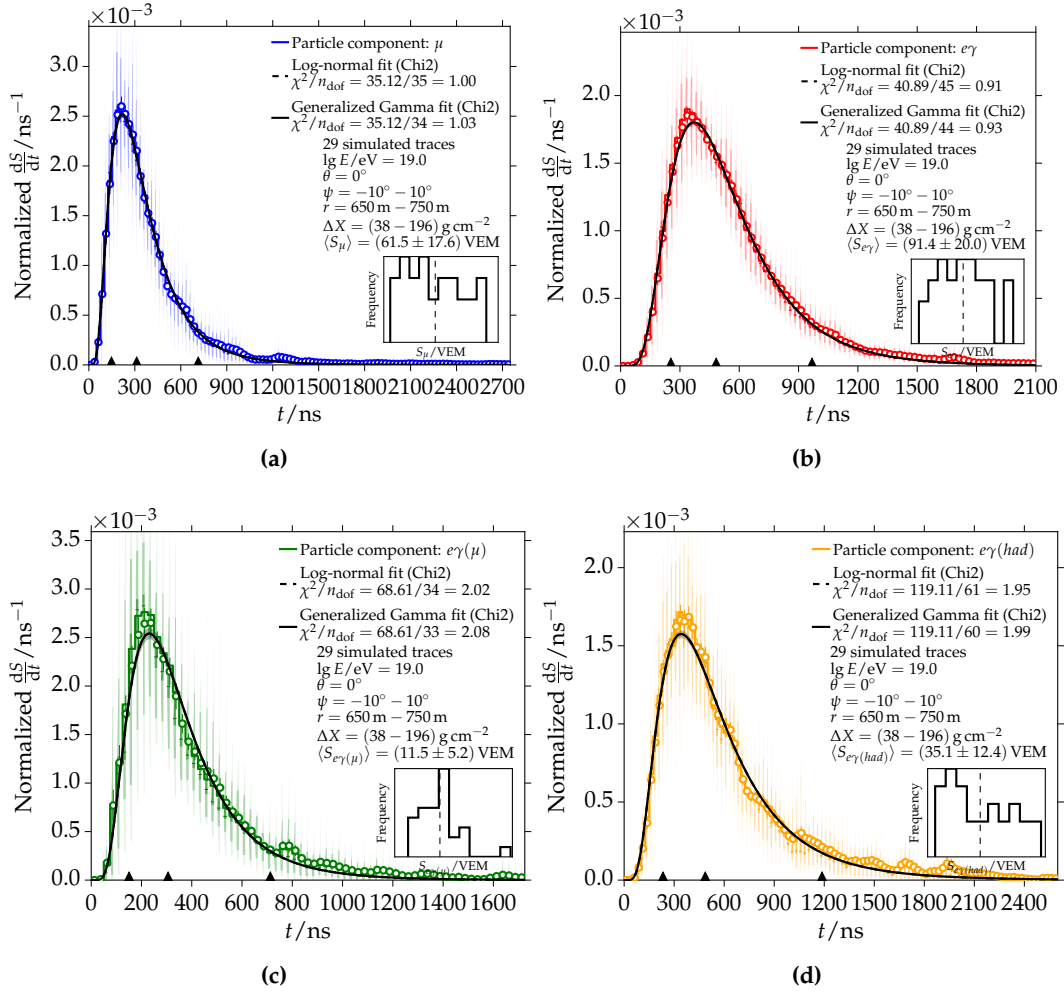 ×10⁻³
Normalized dS/dt /ns⁻¹
3.0
2.5
2.0
1.5
1.0
0.5
0.0
Particle component: μ
Log-normal fit (Chi2)
χ²/n_dof = 35.12/35 = 1.00
Generalized Gamma fit (Chi2)
χ²/n_dof = 35.12/34 = 1.03
29 simulated traces
lg E/eV = 19.0
θ = 0°
ψ = −10° − 10°
r = 650 m − 750 m
ΔX = (38 − 196) g cm⁻²
⟨S_μ⟩ = (61.5 ± 17.6) VEM
Frequency
S_μ/VEM
0 300 600 900 1200 1500 1800 2100 2400 2700
t/ns
(a)
×10⁻³
Normalized dS/dt /ns⁻¹
2.0
1.5
1.0
0.5
0.0
Particle component: eγ
Log-normal fit (Chi2)
χ²/n_dof = 40.89/45 = 0.91
Generalized Gamma fit (Chi2)
χ²/n_dof = 40.89/44 = 0.93
29 simulated traces
lg E/eV = 19.0
θ = 0°
ψ = −10° − 10°
r = 650 m − 750 m
ΔX = (38 − 196) g cm⁻²
⟨S_eγ⟩ = (91.4 ± 20.0) VEM
Frequency
S_eγ/VEM
0 300 600 900 1200 1500 1800 2100
t/ns
(b)
×10⁻³
Normalized dS/dt /ns⁻¹
3.5
3.0
2.5
2.0
1.5
1.0
0.5
0.0
Particle component: eγ(μ)
Log-normal fit (Chi2)
χ²/n_dof = 68.61/34 = 2.02
Generalized Gamma fit (Chi2)
χ²/n_dof = 68.61/33 = 2.08
29 simulated traces
lg E/eV = 19.0
θ = 0°
ψ = −10° − 10°
r = 650 m − 750 m
ΔX = (38 − 196) g cm⁻²
⟨S_eγ(μ)⟩ = (11.5 ± 5.2) VEM
Frequency
S_eγ(μ)/VEM
0 200 400 600 800 1000 1200 1400 1600
t/ns
(c)
×10⁻³
Normalized dS/dt /ns⁻¹
2.0
1.5
1.0
0.5
0.0
Particle component: eγ(had)
Log-normal fit (Chi2)
χ²/n_dof = 119.11/61 = 1.95
Generalized Gamma fit (Chi2)
χ²/n_dof = 119.11/60 = 1.99
29 simulated traces
lg E/eV = 19.0
θ = 0°
ψ = −10° − 10°
r = 650 m − 750 m
ΔX = (38 − 196) g cm⁻²
⟨S_eγ(had)⟩ = (35.1 ± 12.4) VEM
Frequency
S_eγ(had)/VEM
0 300 600 900 1200 1500 1800 2100 2400
t/ns
(d)